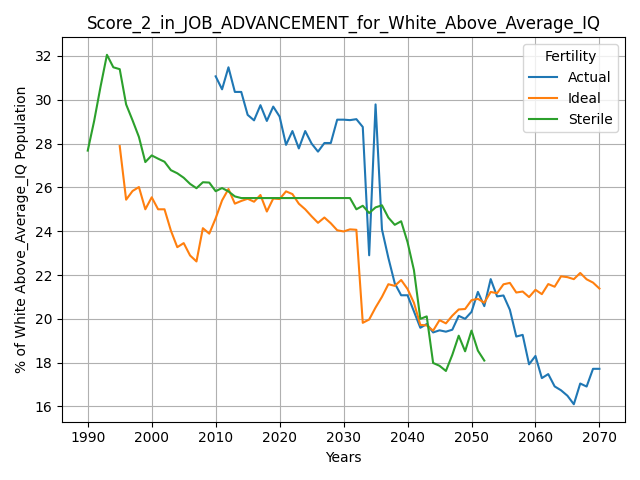 Score_2_in_JOB_ADVANCEMENT_for_White_Above_Average_IQ
% of White Above_Average_IQ Population
32
30
28
26
24
22
20
18
16
Fertility
Actual
Ideal
Sterile
1990 2000 2010 2020 2030 2040 2050 2060 2070
Years